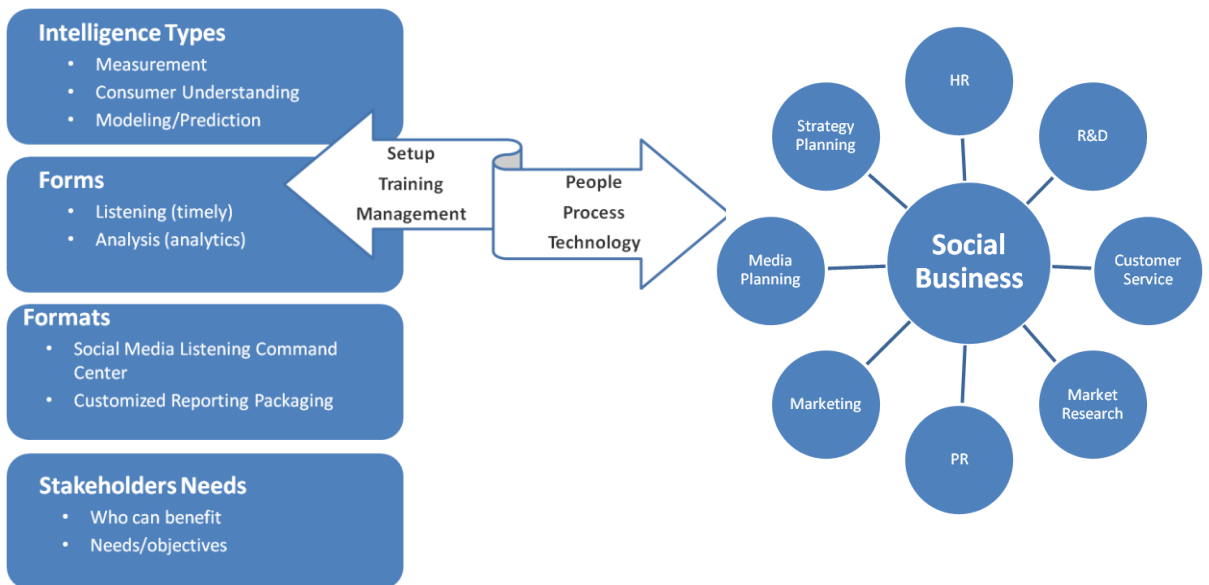 Intelligence Types
• Measurement
• Consumer Understanding
• Modeling/Prediction
Forms
• Listening (timely)
• Analysis (analytics)
Formats
• Social Media Listening Command
Center
• Customized Reporting Packaging
Stakeholders Needs
• Who can benefit
• Needs/objectives
Setup
Training
Management
People
Process
Technology
Social
Business
HR
R&D
Customer
Service
Market
Research
PR
Marketing
Media
Planning
Strategy
Planning